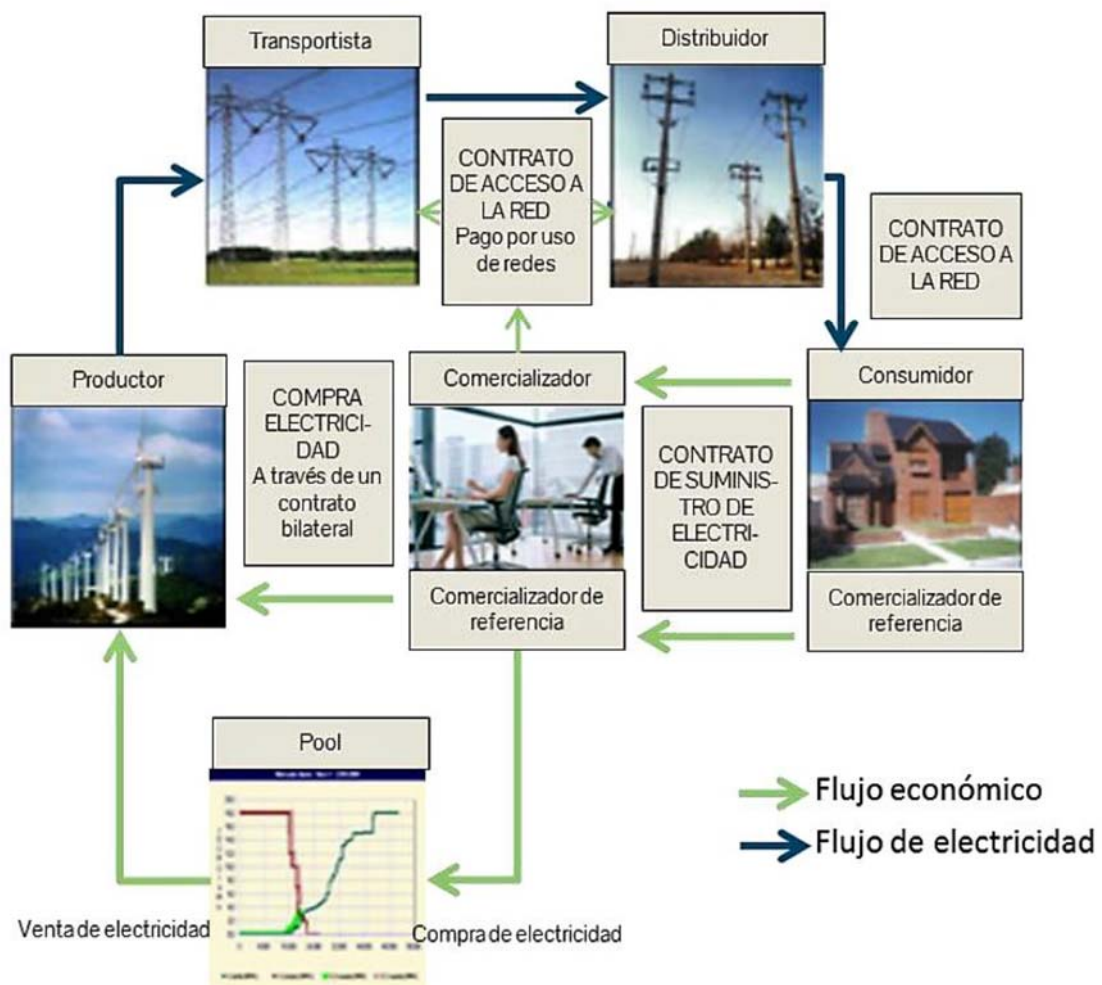 Transportista
Distribuidor
CONTRATO
DE ACCESO A
LA RED
Pago por uso
de redes
CONTRATO
DE ACCESO A
LA RED
Productor
COMPRA
ELECTRICI-
DAD
A través de un
contrato
bilateral
Comercializador
CONTRATO
DE SUMINIS-
TRO DE
ELECTRI-
CIDAD
Consumidor
Comercializador de
referencia
Comercializador de
referencia
Pool
Flujo económico
Flujo de electricidad
Venta de electricidad
Compra de electricidad